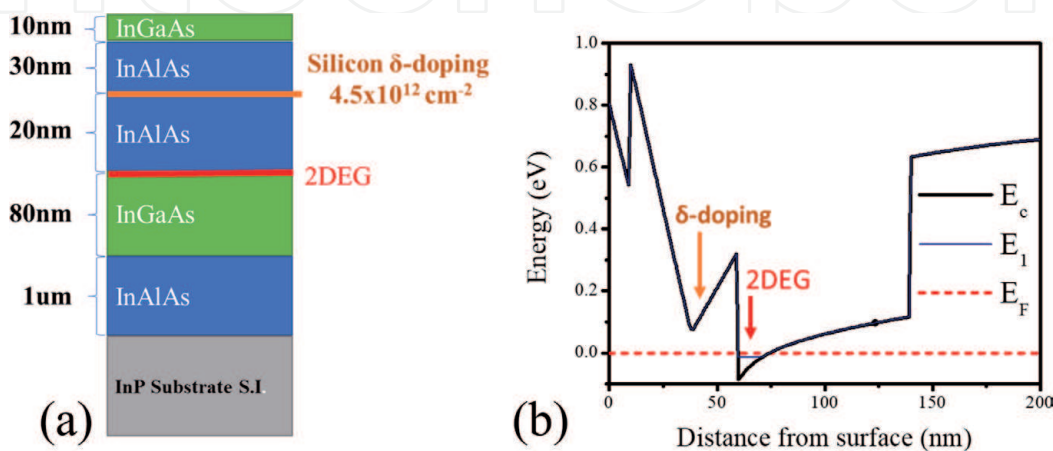 10nm
InGaAs
30nm
InAlAs
Silicon δ-doping
4.5x10¹² cm⁻²
20nm
InAlAs
2DEG
80nm
InGaAs
1um
InAlAs
InP Substrate S.I.
(a)
1.0
0.8
0.6
0.4
0.2
0.0
Energy (eV)
δ-doping
2DEG
E_c
E_1
E_F
0
50
100
150
200
Distance from surface (nm)
(b)